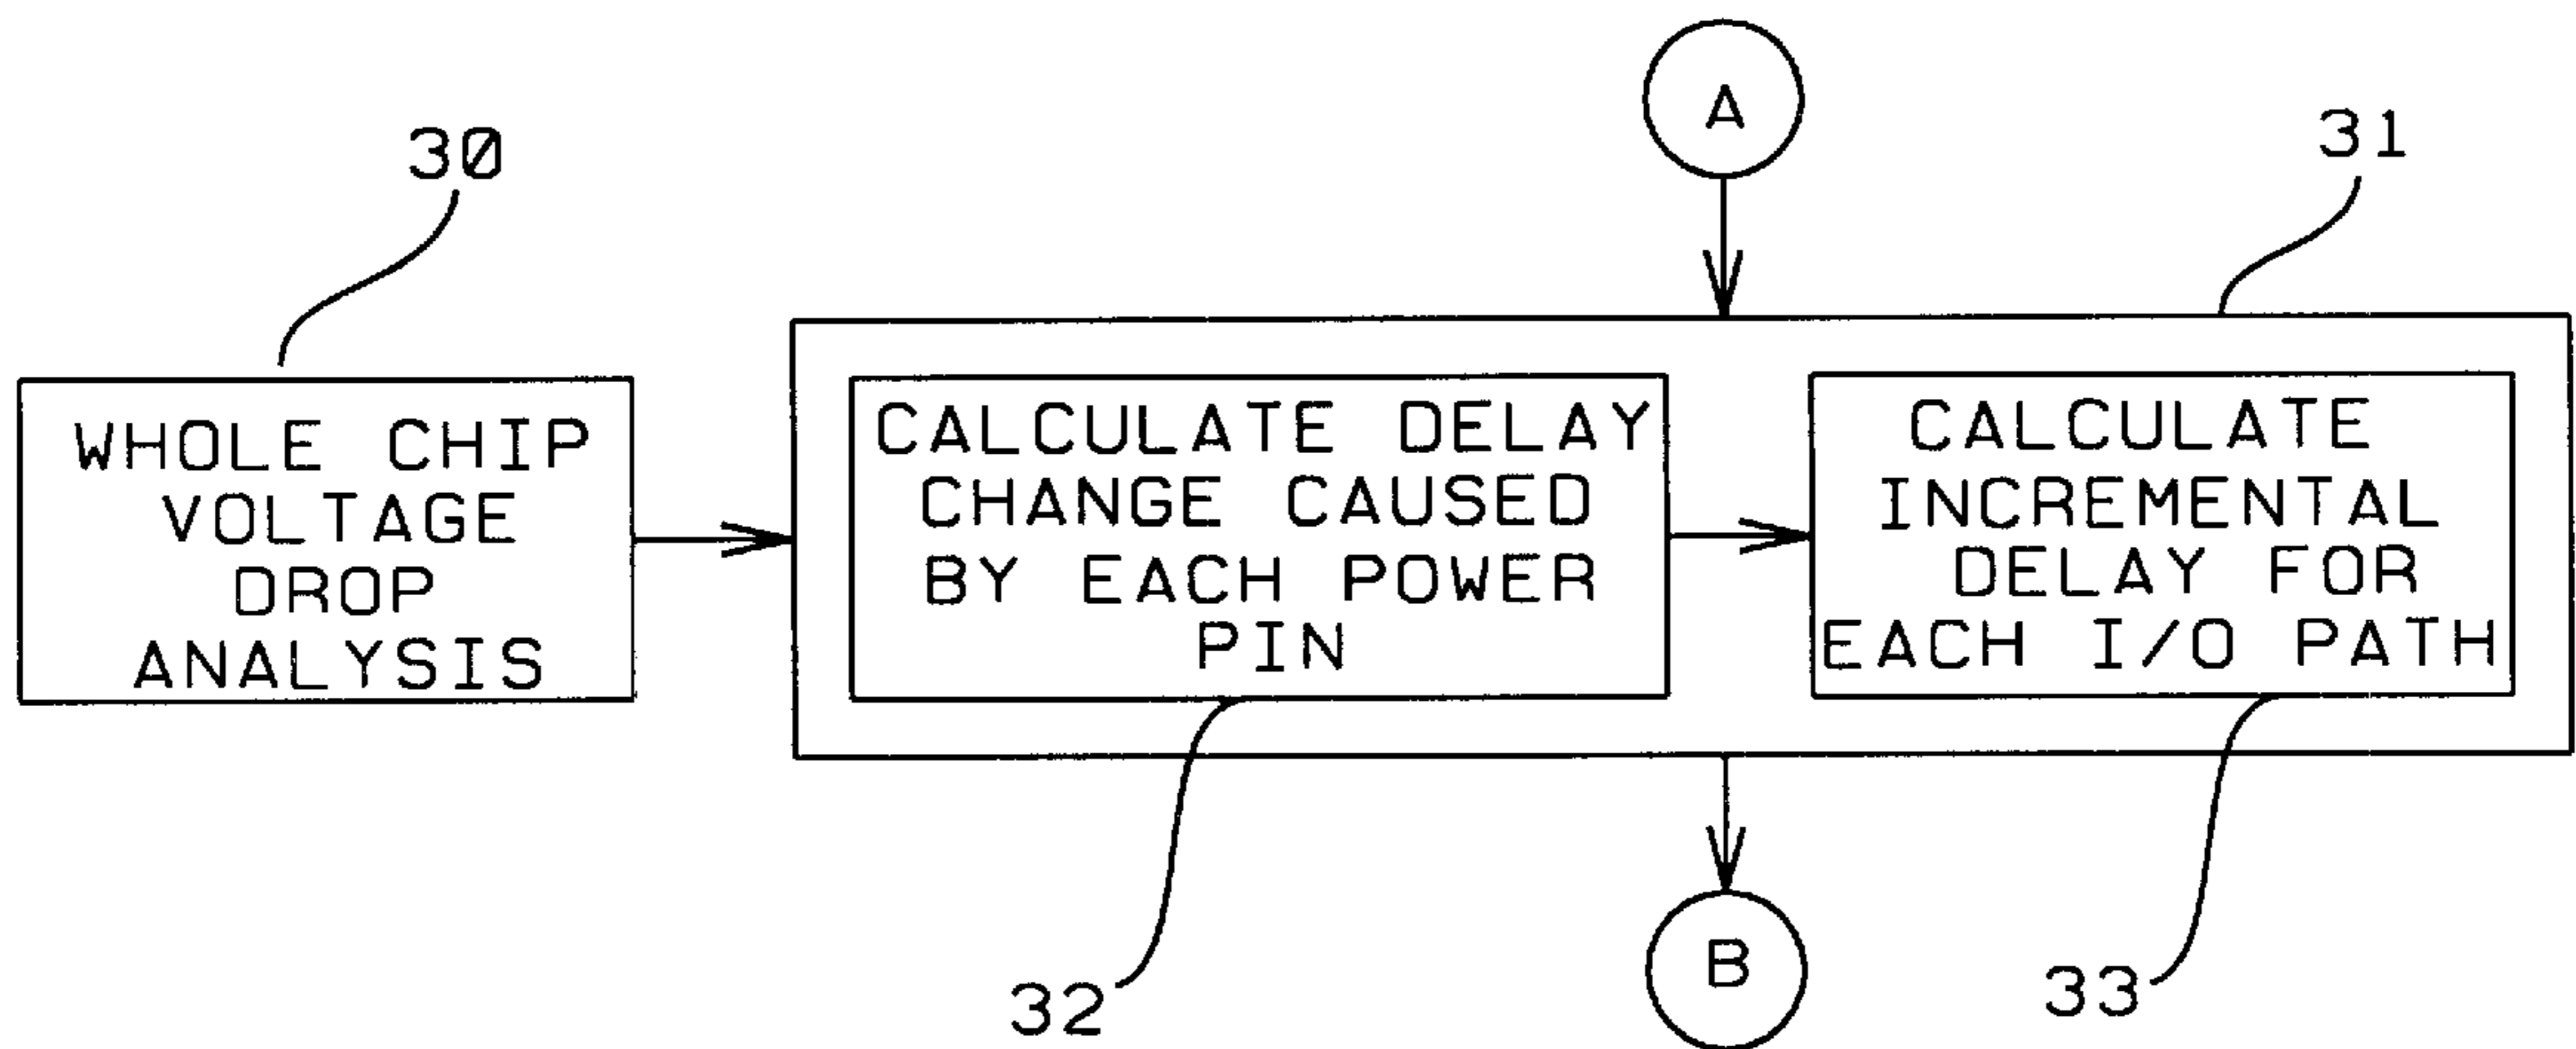 A
30
31
WHOLE CHIP
VOLTAGE
DROP
ANALYSIS
CALCULATE DELAY
CHANGE CAUSED
BY EACH POWER
PIN
CALCULATE
INCREMENTAL
DELAY FOR
EACH I/O PATH
32
B
33